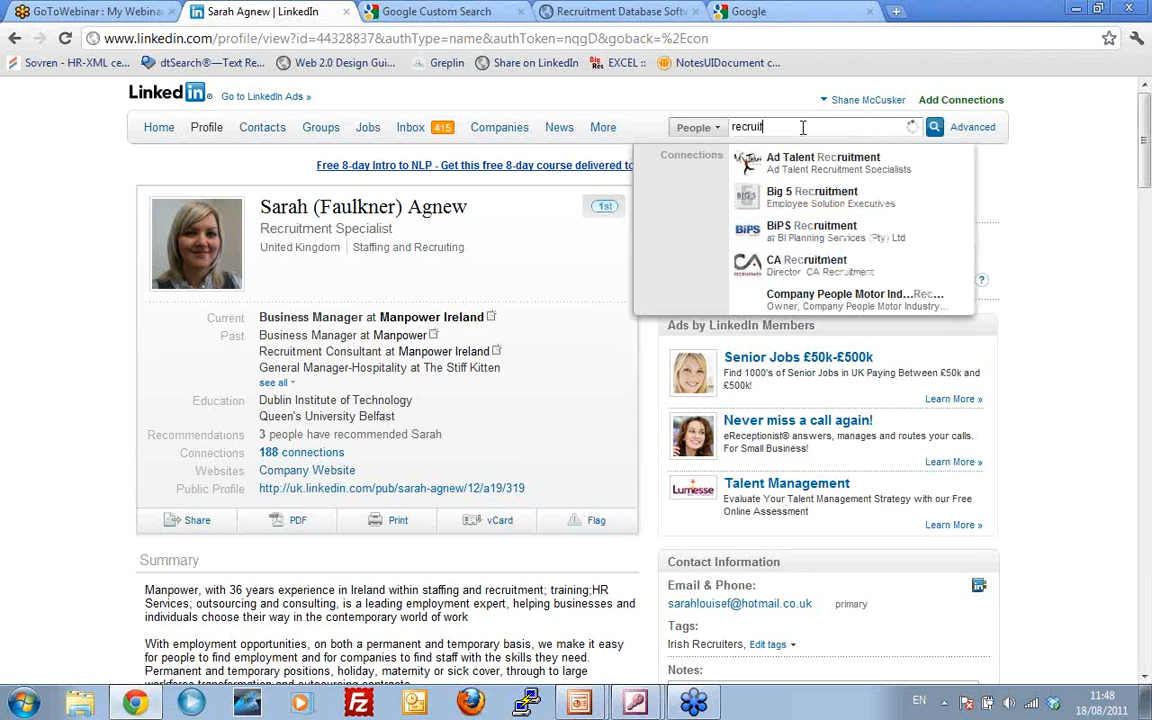 GoToWebinar : My Webinar
Sarah Agnew | LinkedIn
Google Custom Search
Recruitment Database Softw
Google
www.linkedin.com/profile/view?id=44328837&authType=name&authToken=nqgD&goback=%2Econ
Sovren - HR-XML ce...
dtSearch®—Text Re...
Web 2.0 Design Gui...
Greplin
Share on LinkedIn
Big Res
EXCEL ::
NotesUIDocument c...
Linked in
Go to LinkedIn Ads »
Shane McCusker
Add Connections
Home
Profile
Contacts
Groups
Jobs
Inbox 415
Companies
News
More
People
recruit
Advanced
Free 8-day Intro to NLP - Get this free 8-day course delivered to
Connections
Ad Talent Recruitment
Ad Talent Recruitment Specialists
BIG 5
Big 5 Recruitment
Employee Solution Executives
BiPS
BiPS Recruitment
at BI Planning Services (Pty) Ltd
CA
CA Recruitment
Director CA Recruitment
Company People Motor Ind...Rec...
Owner, Company People Motor Industry...
Sarah (Faulkner) Agnew
1st
Recruitment Specialist
United Kingdom | Staffing and Recruiting
Current Business Manager at Manpower Ireland
Past Business Manager at Manpower
Recruitment Consultant at Manpower Ireland
General Manager-Hospitality at The Stiff Kitten
see all
Education Dublin Institute of Technology
Queen's University Belfast
Recommendations 3 people have recommended Sarah
Connections 188 connections
Websites Company Website
Public Profile http://uk.linkedin.com/pub/sarah-agnew/12/a19/319
Share
PDF
Print
vCard
Flag
Summary
Manpower, with 36 years experience in Ireland within staffing and recruitment; training;HR
Services; outsourcing and consulting, is a leading employment expert, helping businesses and
individuals choose their way in the contemporary world of work
With employment opportunities, on both a permanent and temporary basis, we make it easy
for people to find employment and for companies to find staff with the skills they need.
Permanent and temporary positions, holiday, maternity or sick cover, through to large
?
Ads by LinkedIn Members
Senior Jobs £50k-£500k
Find 1000's of Senior Jobs in UK Paying Between £50k and
£500k!
Learn More »
Never miss a call again!
eReceptionist® answers, manages and routes your calls.
For Small Business!
Learn More »
Lumesse
Talent Management
Evaluate Your Talent Management Strategy with our Free
Online Assessment
Learn More »
Contact Information
Email & Phone:
sarahlouisef@hotmail.co.uk primary
Tags:
Irish Recruiters, Edit tags
Notes:
EN
11:48
18/08/2011